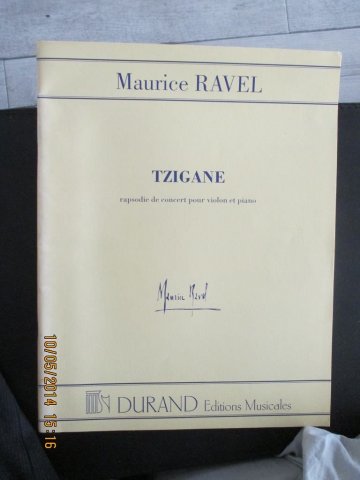 Maurice RAVEL
TZIGANE
rapsodie de concert pour violon et piano
Maurice Ravel
DURAND Editions Musicales
10/05/2014 15:16